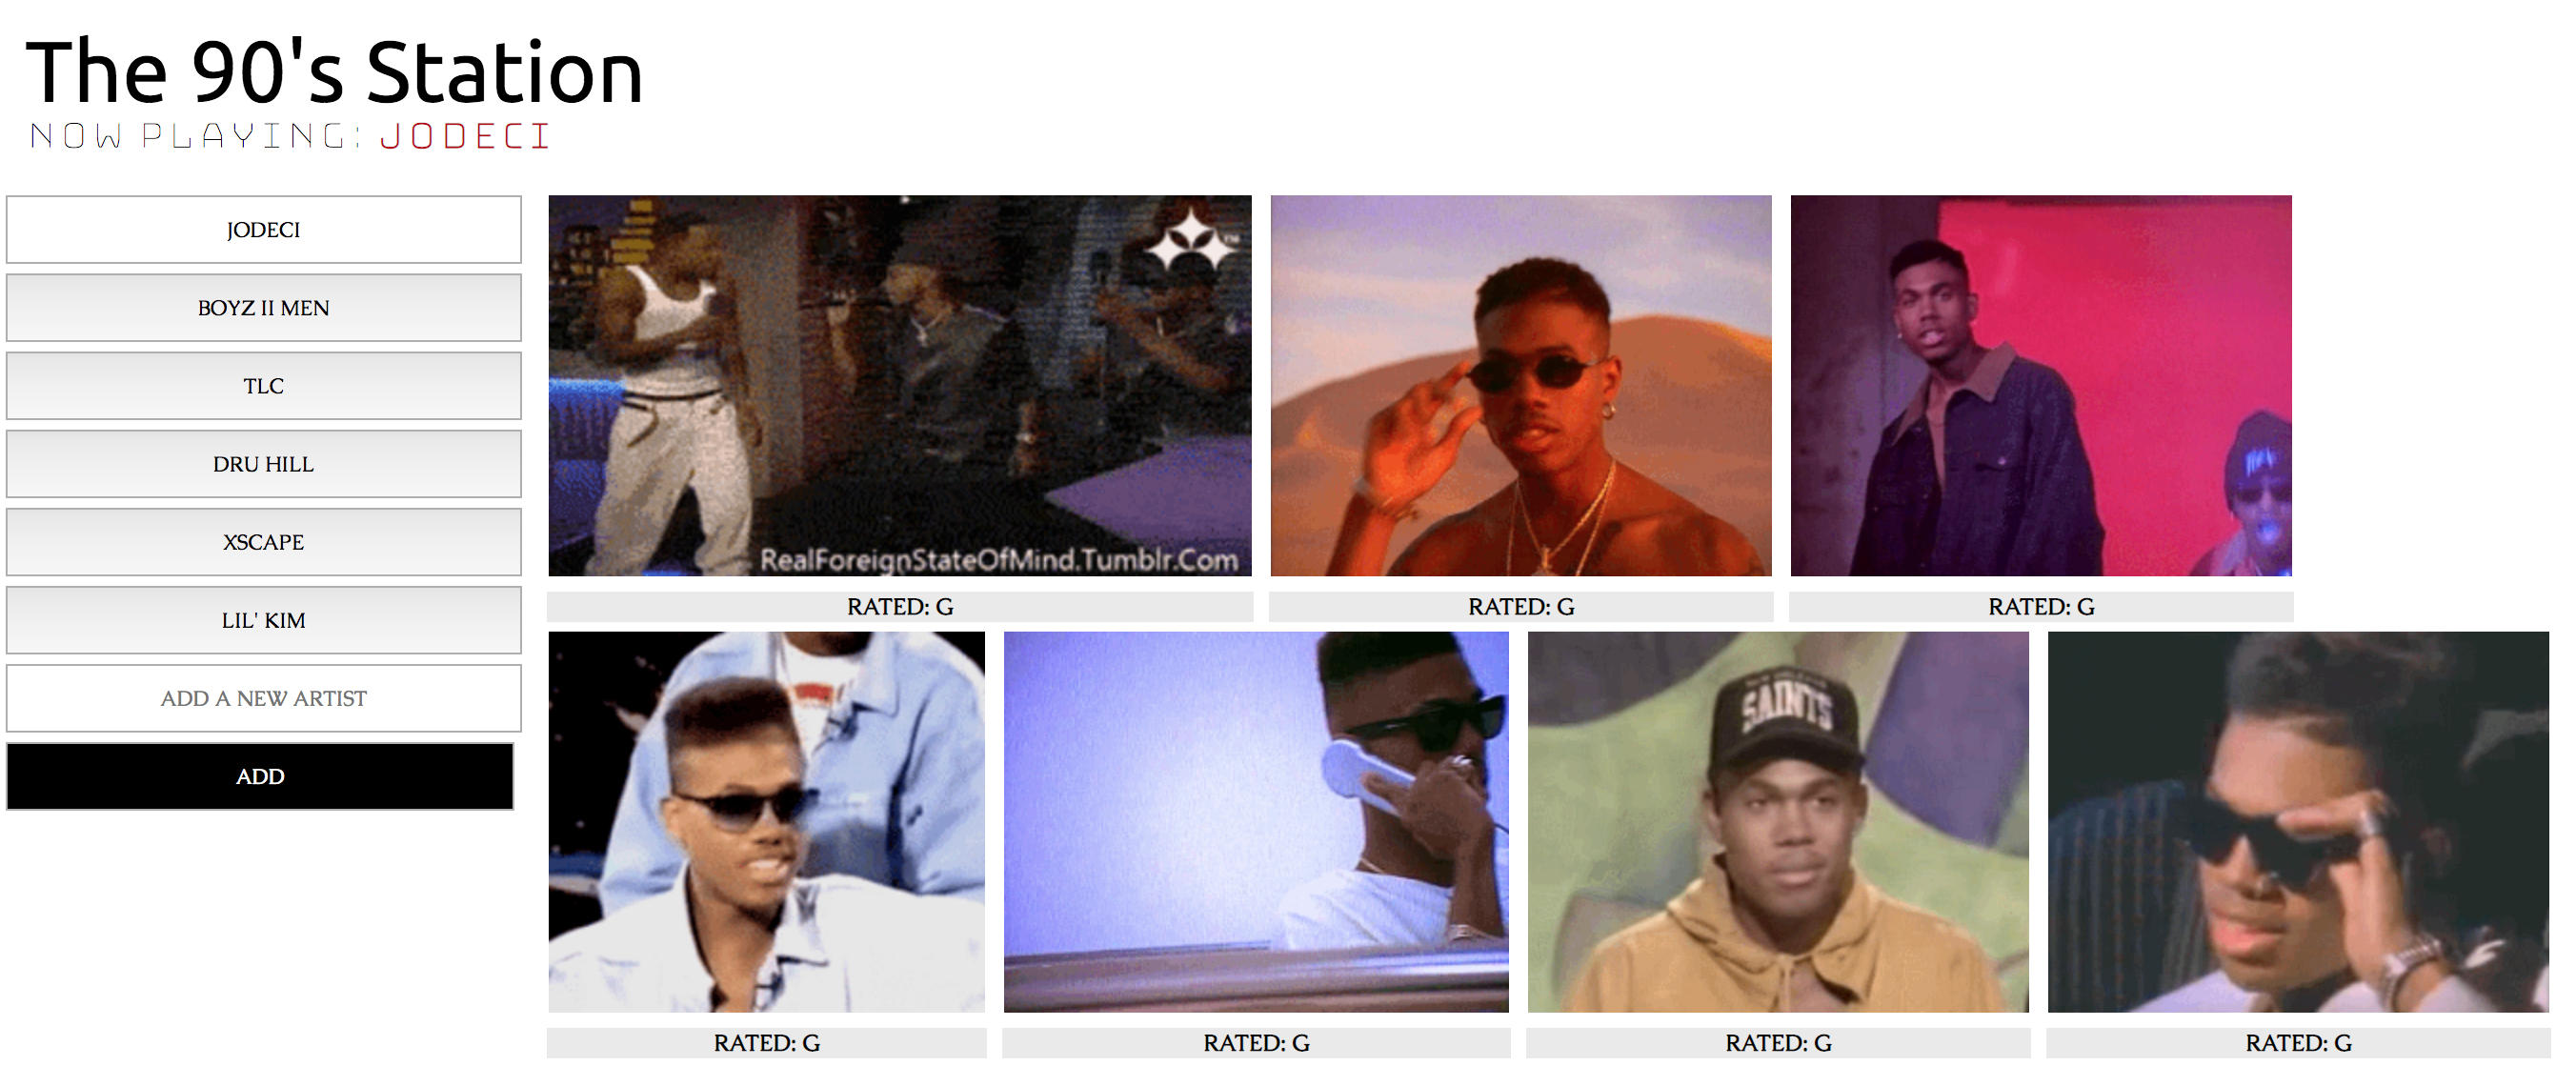 The 90's Station
NOW PLAYING: JODECI
JODECI
BOYZ II MEN
TLC
DRU HILL
XSCAPE
LIL' KIM
ADD A NEW ARTIST
ADD
RealForeignStateOfMind.Tumblr.Com
RATED: G
RATED: G
RATED: G
SAINTS
RATED: G
RATED: G
RATED: G
RATED: G